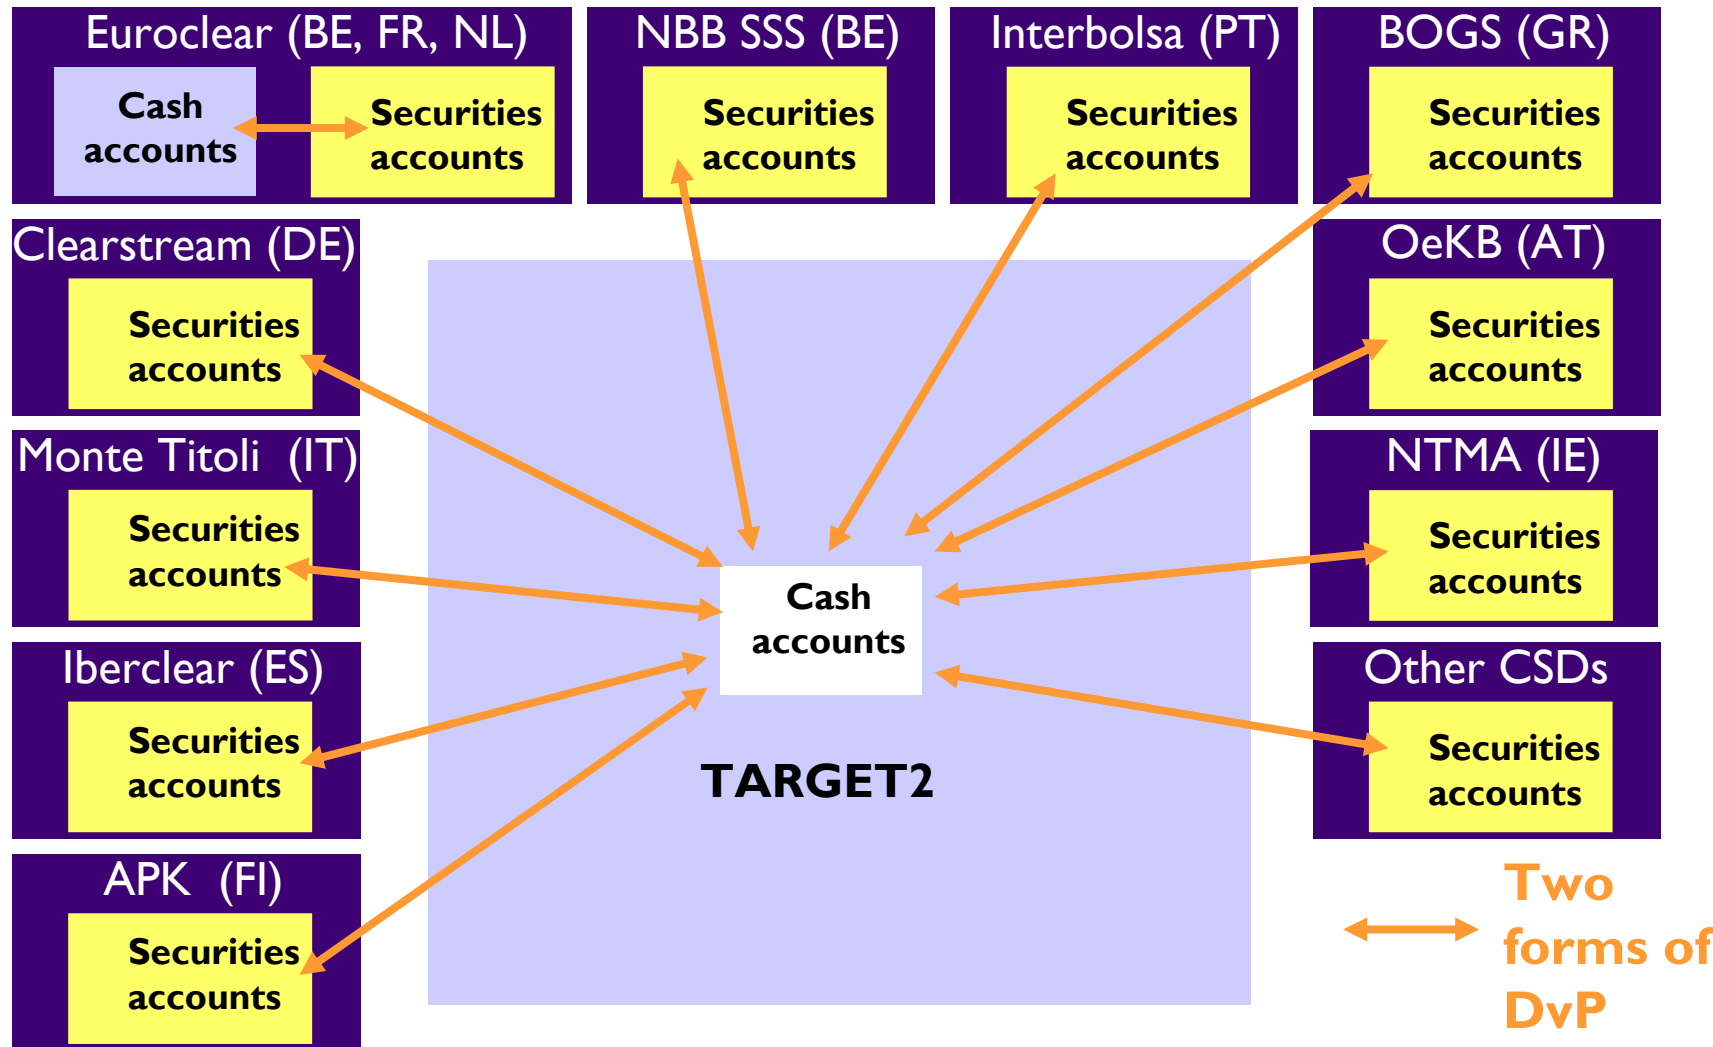 Euroclear (BE, FR, NL)
Cash
accounts
Securities
accounts
NBB SSS (BE)
Securities
accounts
Interbolsa (PT)
Securities
accounts
BOGS (GR)
Securities
accounts
Clearstream (DE)
Securities
accounts
OeKB (AT)
Securities
accounts
Monte Titoli (IT)
Securities
accounts
NTMA (IE)
Securities
accounts
Cash
accounts
Iberclear (ES)
Securities
accounts
TARGET2
Other CSDs
Securities
accounts
APK (FI)
Securities
accounts
Two
forms of
DvP